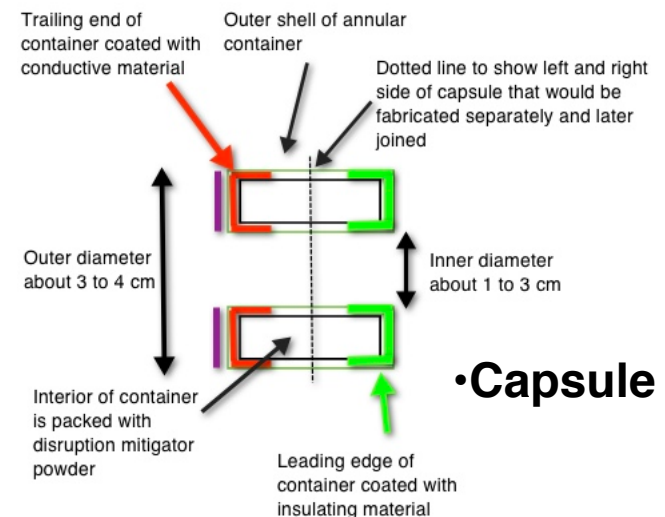 Trailing end of
container coated with
conductive material
Outer shell of annular
container
Dotted line to show left and right
side of capsule that would be
fabricated separately and later
joined
Outer diameter
about 3 to 4 cm
Inner diameter
about 1 to 3 cm
•Capsule
Interior of container
is packed with
disruption mitigator
powder
Leading edge of
container coated with
insulating material